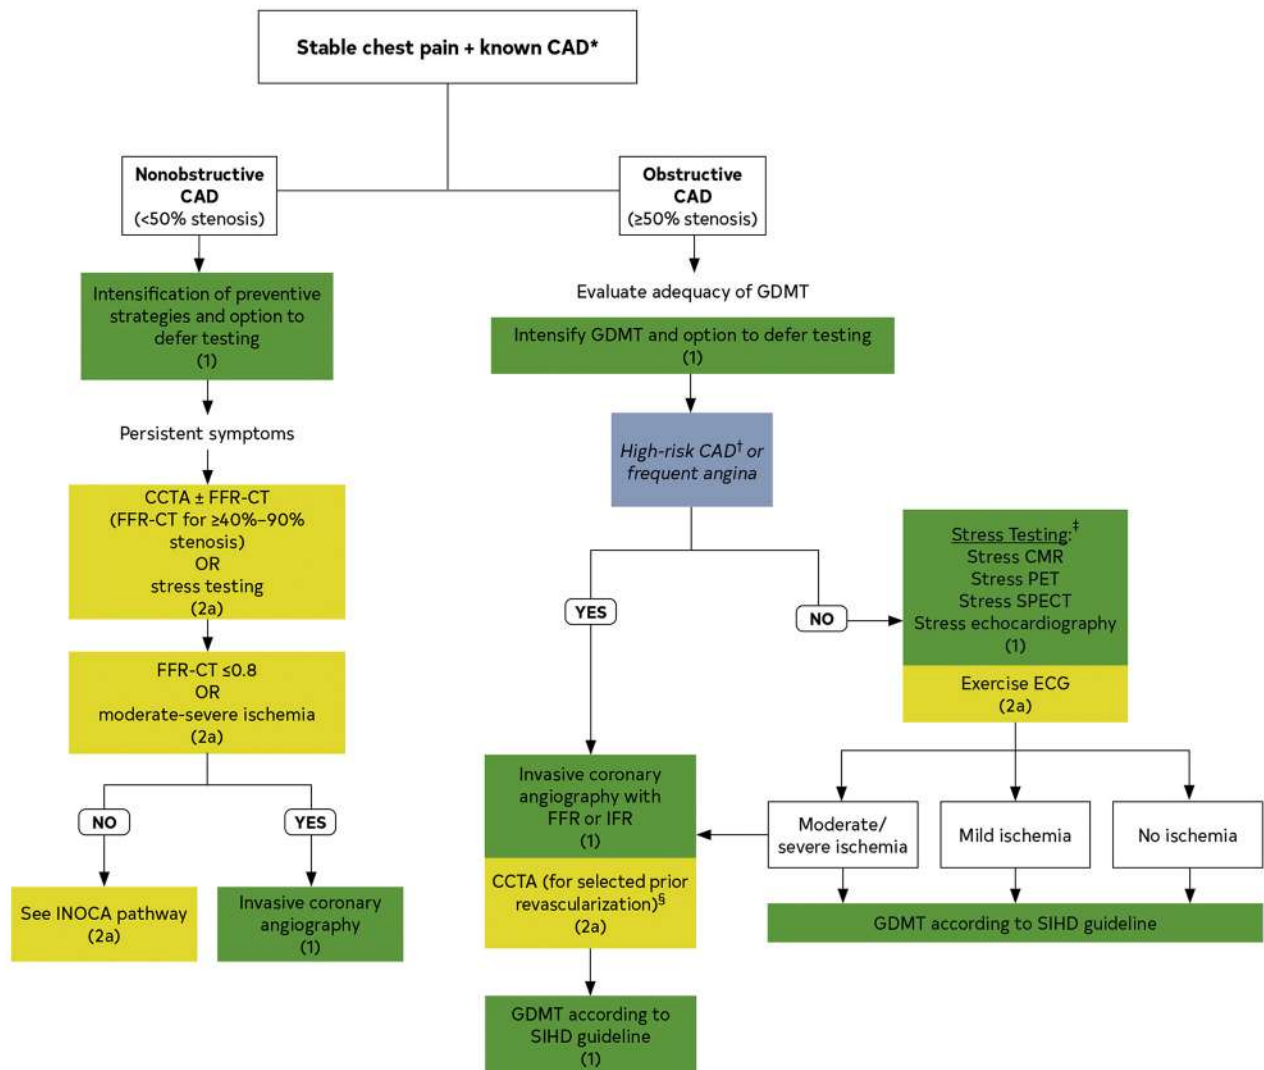 Stable chest pain + known CAD*
Nonobstructive
CAD
(<50% stenosis)
Intensification of preventive
strategies and option to
defer testing
(1)
Persistent symptoms
CCTA ± FFR-CT
(FFR-CT for ≥40%–90%
stenosis)
OR
stress testing
(2a)
FFR-CT ≤0.8
OR
moderate-severe ischemia
(2a)
NO
YES
See INOCA pathway
(2a)
Invasive coronary
angiography
(1)
Obstructive
CAD
(≥50% stenosis)
Evaluate adequacy of GDMT
Intensify GDMT and option to defer testing
(1)
High-risk CAD† or
frequent angina
YES
NO
Stress Testing:‡
Stress CMR
Stress PET
Stress SPECT
Stress echocardiography
(1)
Exercise ECG
(2a)
Invasive coronary
angiography with
FFR or IFR
(1)
CCTA (for selected prior
revascularization)§
(2a)
GDMT according to
SIHD guideline
(1)
Moderate/
severe ischemia
Mild ischemia
No ischemia
GDMT according to SIHD guideline